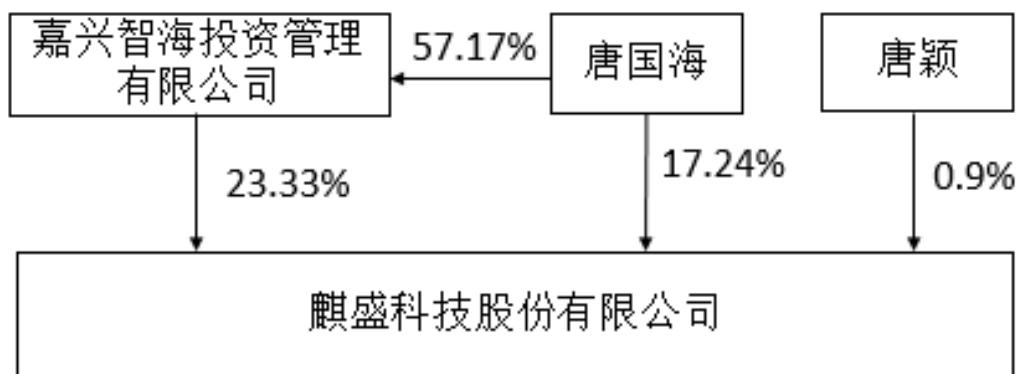 嘉兴智海投资管理
有限公司
57.17%
唐国海
唐颖
23.33%
17.24%
0.9%
麒盛科技股份有限公司